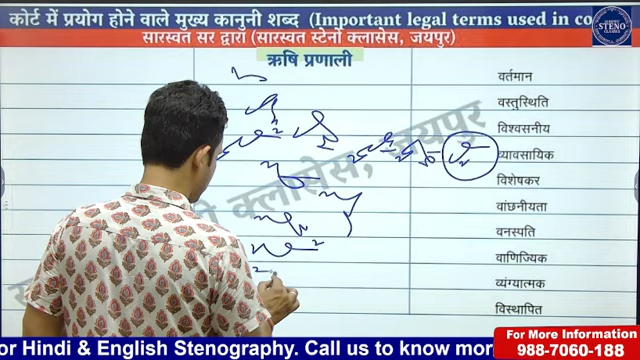 कोर्ट में प्रयोग होने वाले मुख्य कानुनी शब्द (Important legal terms used in co
STENO
सारस्वत सर द्वारा (सारस्वत स्टेनो क्लासेस, जयपुर)
ऋषि प्रणाली
वर्तमान
वस्तुस्थिति
विश्वसनीय
व्यावसायिक
विशेषकर
वांछनीयता
वनस्पति
वाणिज्यिक
व्यंग्यात्मक
विस्थापित
क्लासेस, जयपुर
or Hindi & English Stenography. Call us to know mor
For More Information
988-7060-188